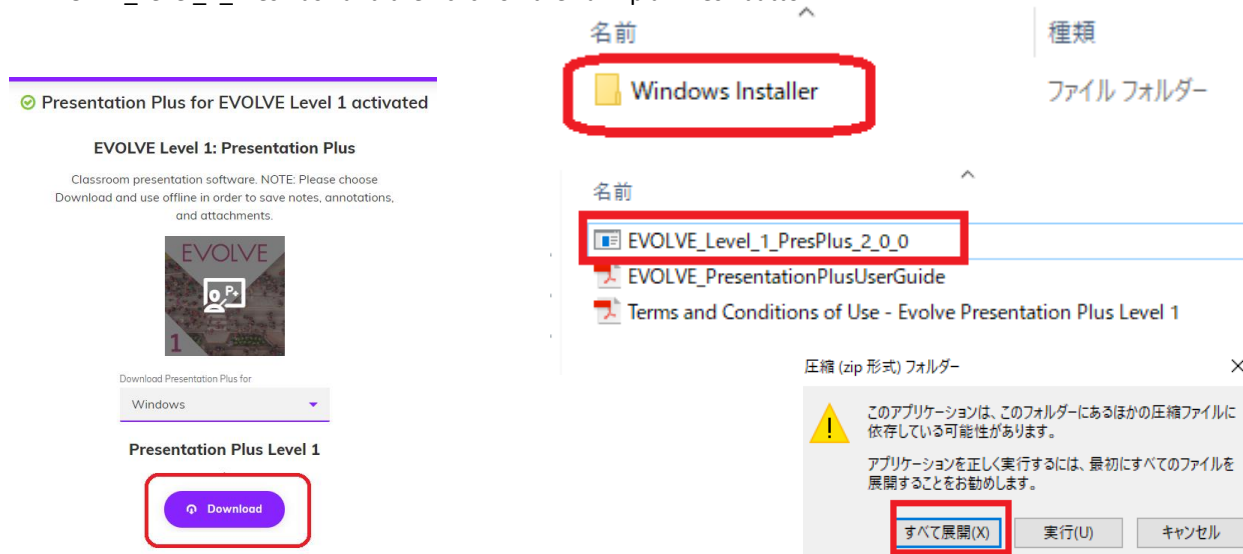 Presentation Plus for EVOLVE Level 1 activated
EVOLVE Level 1: Presentation Plus
Classroom presentation software. NOTE: Please choose
Download and use offline in order to save notes, annotations,
and attachments.
EVOLVE
P+
1
Download Presentation Plus for
Windows
Presentation Plus Level 1
Download
名前
種類
Windows Installer
ファイル フォルダー
名前
EVOLVE_Level_1_PresPlus_2_0_0
EVOLVE_PresentationPlusUserGuide
Terms and Conditions of Use - Evolve Presentation Plus Level 1
圧縮 (zip 形式) フォルダー
このアプリケーションは、このフォルダーにあるほかの圧縮ファイルに
依存している可能性があります。
アプリケーションを正しく実行するには、最初にすべてのファイルを
展開することをお勧めします。
すべて展開(X)
実行(U)
キャンセル